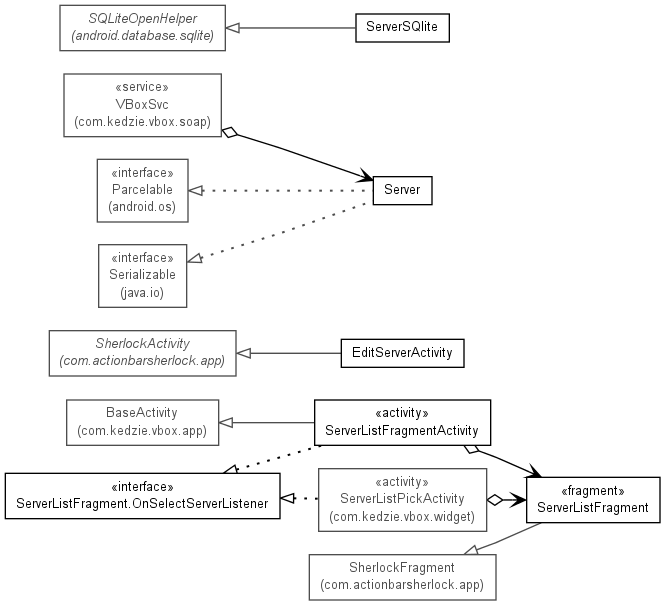 SQLiteOpenHelper
(android.database.sqlite)
ServerSQlite
«service»
VBoxSvc
(com.kedzie.vbox.soap)
«interface»
Parcelable
(android.os)
Server
«interface»
Serializable
(java.io)
SherlockActivity
(com.actionbarsherlock.app)
EditServerActivity
BaseActivity
(com.kedzie.vbox.app)
«activity»
ServerListFragmentActivity
«interface»
ServerListFragment.OnSelectServerListener
«activity»
ServerListPickActivity
(com.kedzie.vbox.widget)
«fragment»
ServerListFragment
SherlockFragment
(com.actionbarsherlock.app)